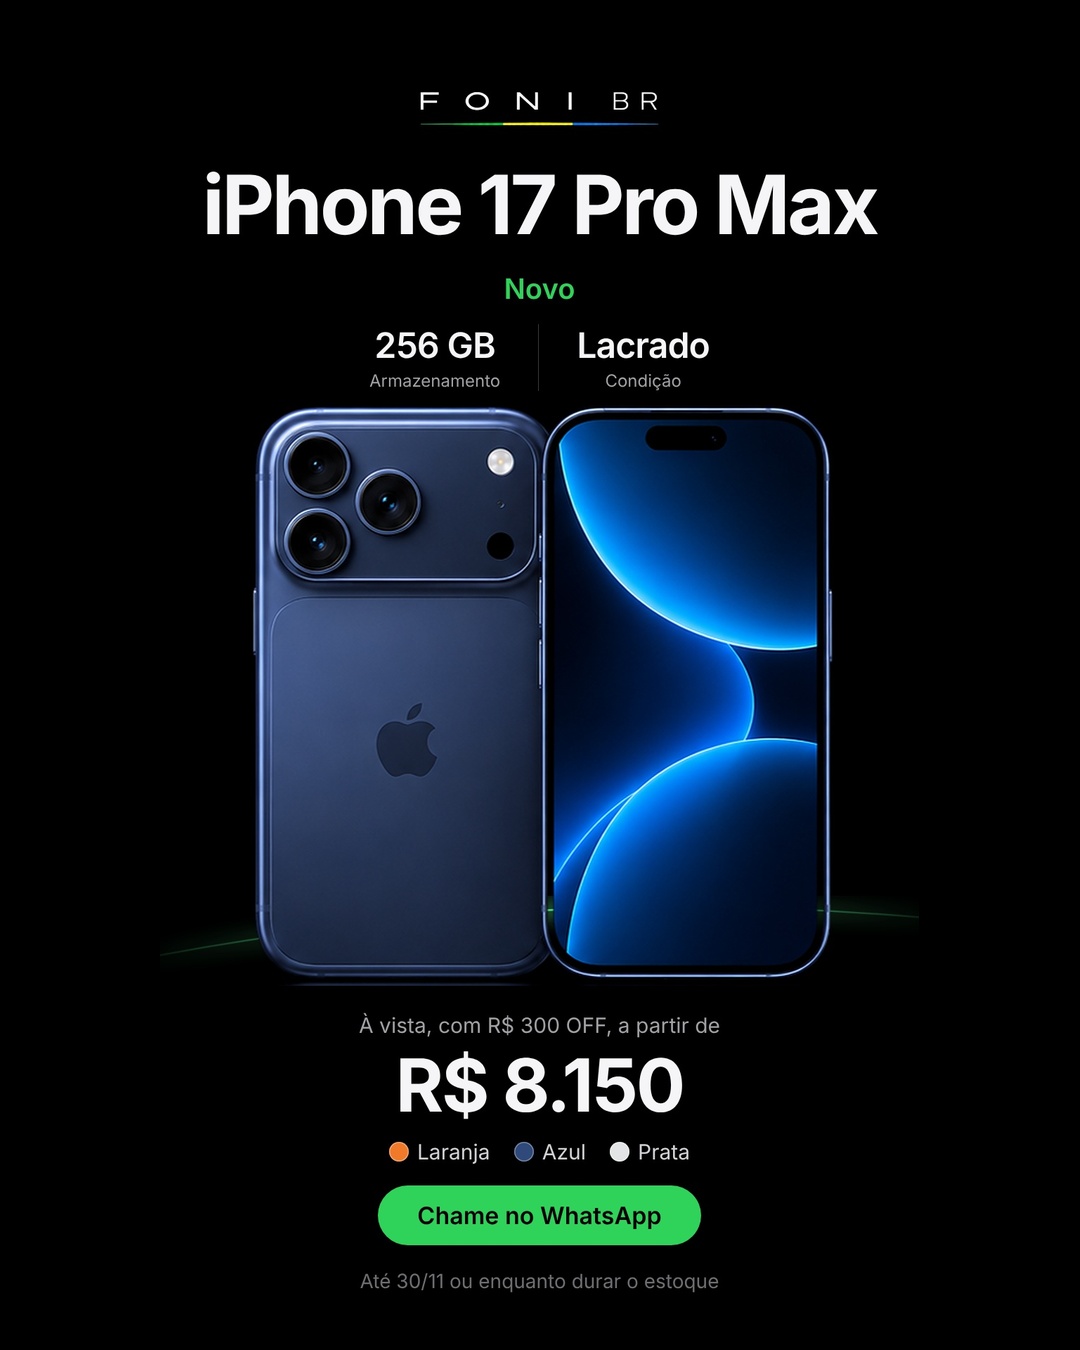 FONI BR
iPhone 17 Pro Max
Novo
256 GB
Armazenamento
Lacrado
Condição
À vista, com R$ 300 OFF, a partir de
R$ 8.150
Laranja
Azul
Prata
Chame no WhatsApp
Até 30/11 ou enquanto durar o estoque